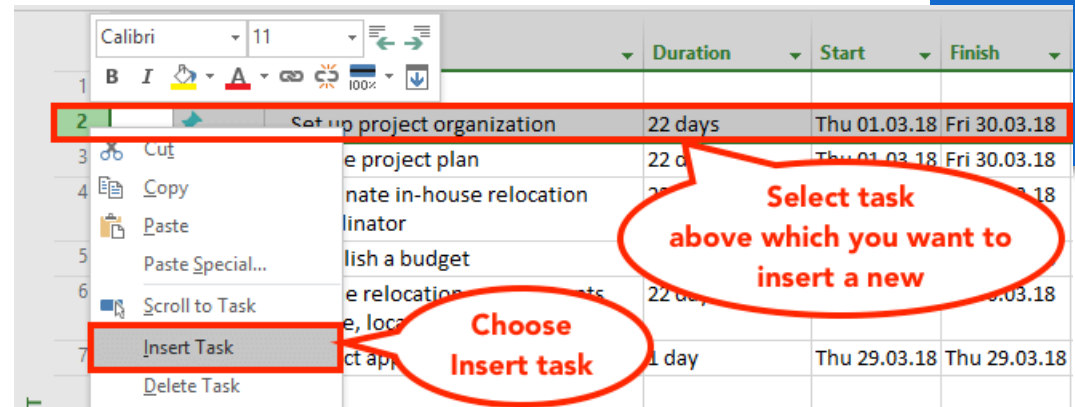 Calibri 11
Duration Start Finish
B I A 100%
1
2 Set up project organization 22 days Thu 01.03.18 Fri 30.03.18
Cut
3 e project plan 22 d Thu 01.03.18 Fri 30.03.18
4 Copy nate in-house relocation
Select task
Paste linator
above which you want to
5 Paste Special... lish a budget
insert a new
6 Scroll to Task e relocation
Choose
Insert task
7 Insert Task 1 day Thu 29.03.18 Thu 29.03.18
Delete Task